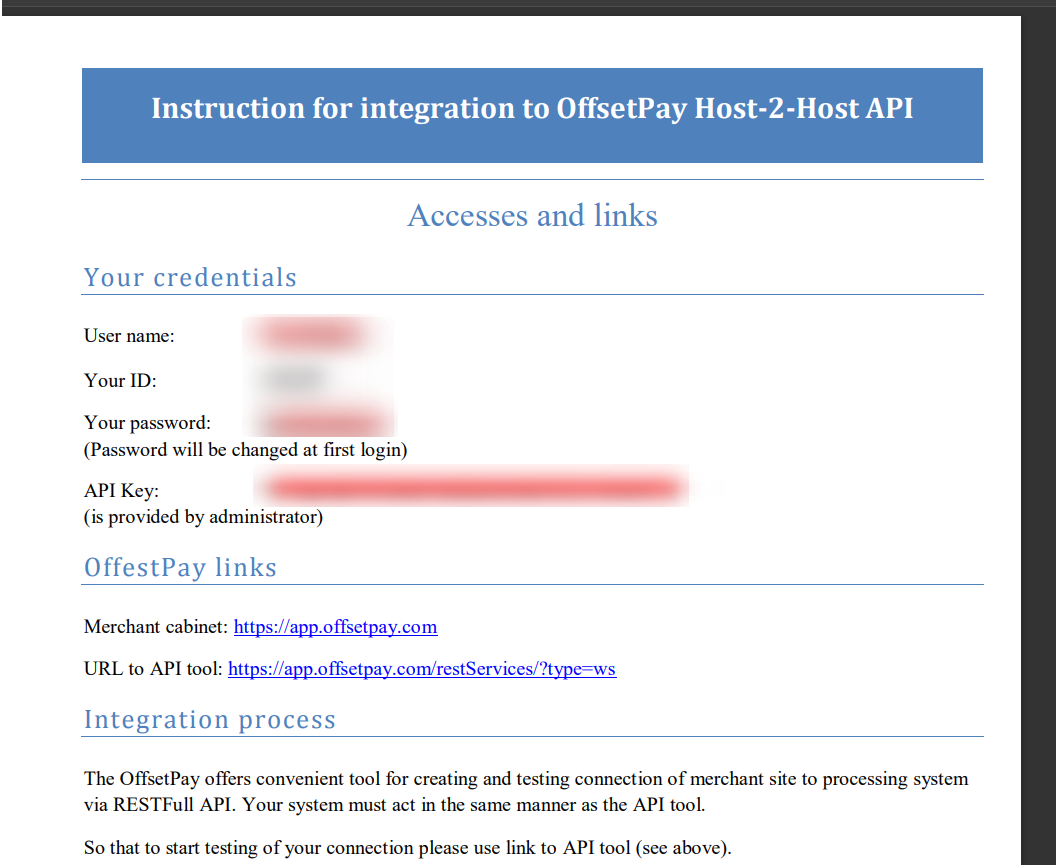 Instruction for integration to OffsetPay Host-2-Host API
Accesses and links
Your credentials
User name:
Your ID:
Your password:
(Password will be changed at first login)
API Key:
(is provided by administrator)
OffestPay links
Merchant cabinet: https://app.offsetpay.com
URL to API tool: https://app.offsetpay.com/restServices/?type=ws
Integration process
The OffsetPay offers convenient tool for creating and testing connection of merchant site to processing system
via RESTFull API. Your system must act in the same manner as the API tool.
So that to start testing of your connection please use link to API tool (see above).